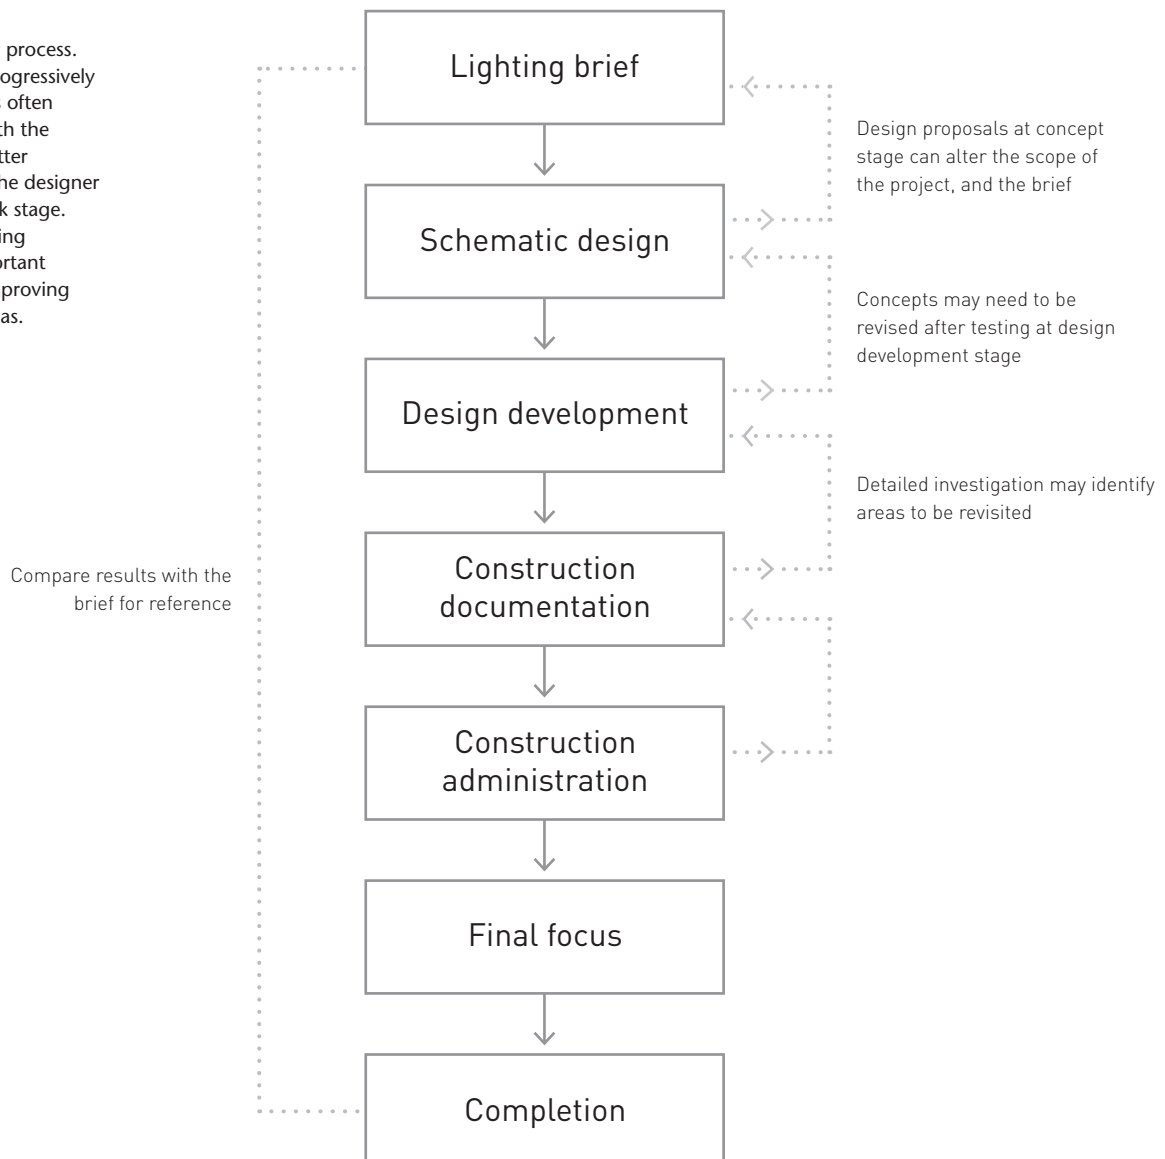 process.
ogressively
often
th the
tter
he designer
k stage.
ing
ortant
proving
as.
Lighting brief
Design proposals at concept
stage can alter the scope of
the project, and the brief
Schematic design
Concepts may need to be
revised after testing at design
development stage
Design development
Detailed investigation may identify
areas to be revisited
Compare results with the
brief for reference
Construction
documentation
Construction
administration
Final focus
Completion